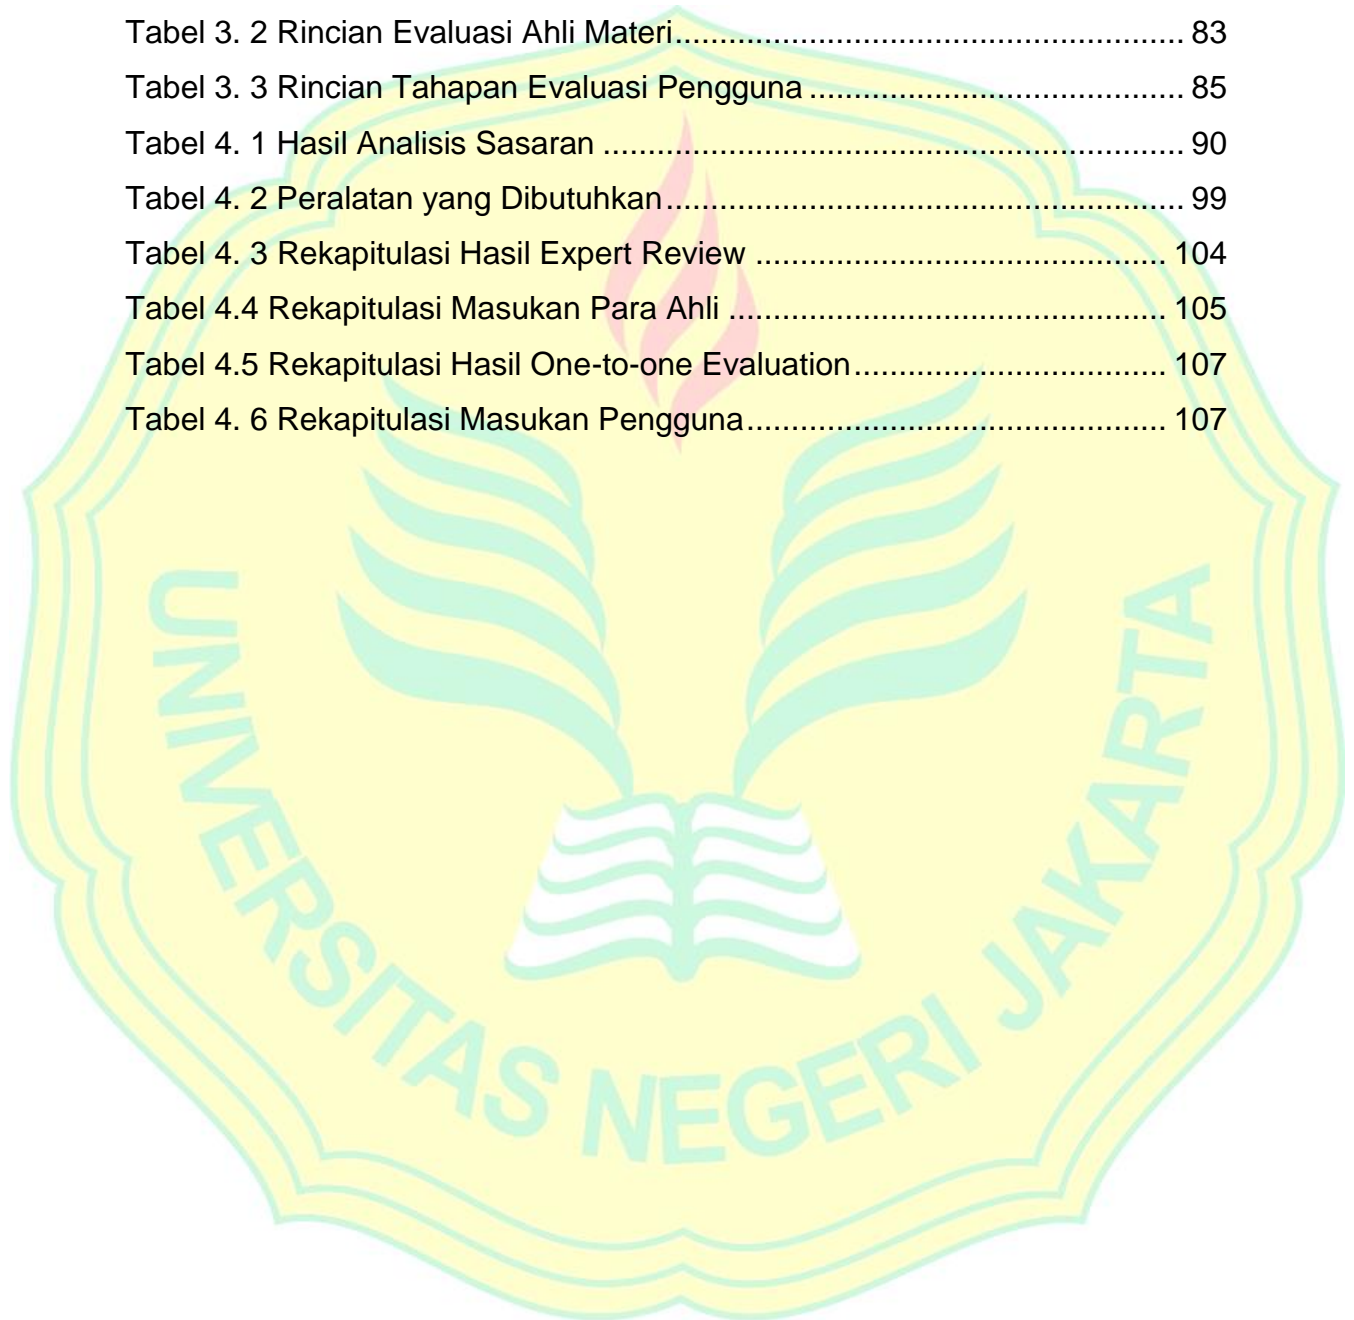 Tabel 3. 2 Rincian Evaluasi Ahli Materi......................................................... 83
Tabel 3. 3 Rincian Tahapan Evaluasi Pengguna .......................................... 85
Tabel 4. 1 Hasil Analisis Sasaran ................................................................. 90
Tabel 4. 2 Peralatan yang Dibutuhkan.......................................................... 99
Tabel 4. 3 Rekapitulasi Hasil Expert Review .............................................. 104
Tabel 4.4 Rekapitulasi Masukan Para Ahli ................................................. 105
Tabel 4.5 Rekapitulasi Hasil One-to-one Evaluation................................... 107
Tabel 4. 6 Rekapitulasi Masukan Pengguna............................................... 107
UNIVERSITAS NEGERI JAKARTA